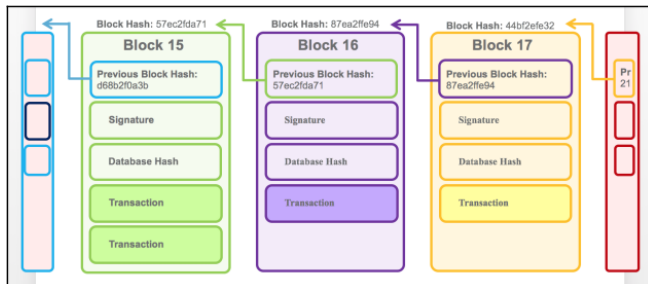 Block Hash: 57ec2fda71
Block Hash: 87ea2ffe94
Block Hash: 44bf2efe32
Block 15
Previous Block Hash:
d68b2f0a3b
Signature
Database Hash
Transaction
Transaction
Block 16
Previous Block Hash:
57ec2fda71
Signature
Database Hash
Transaction
Block 17
Previous Block Hash:
87ea2ffe94
Signature
Database Hash
Transaction
Pr
21